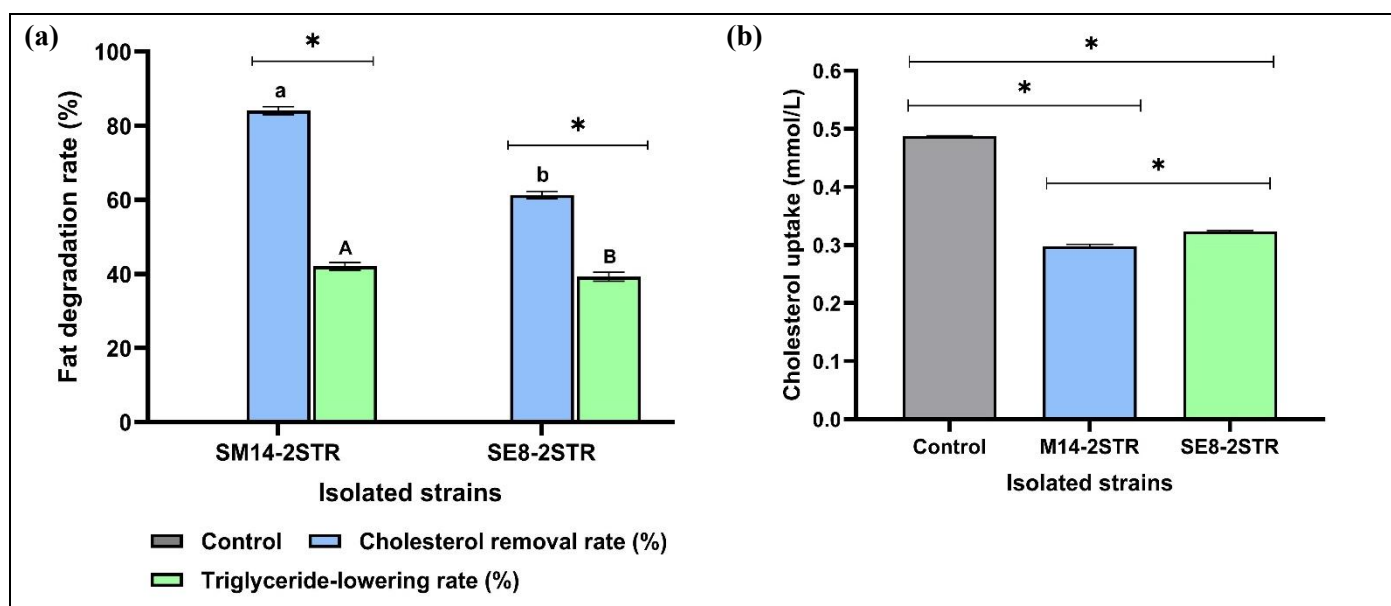 (a)
Fat degradation rate (%)
100
80
60
40
20
0
*
a
A
*
b
B
SM14-2STR SE8-2STR
Isolated strains
Control Cholesterol removal rate (%)
Triglyceride-lowering rate (%)
(b)
Cholesterol uptake (mmol/L)
0.6
0.5
0.4
0.3
0.2
0.1
0.0
*
*
*
Control M14-2STR SE8-2STR
Isolated strains